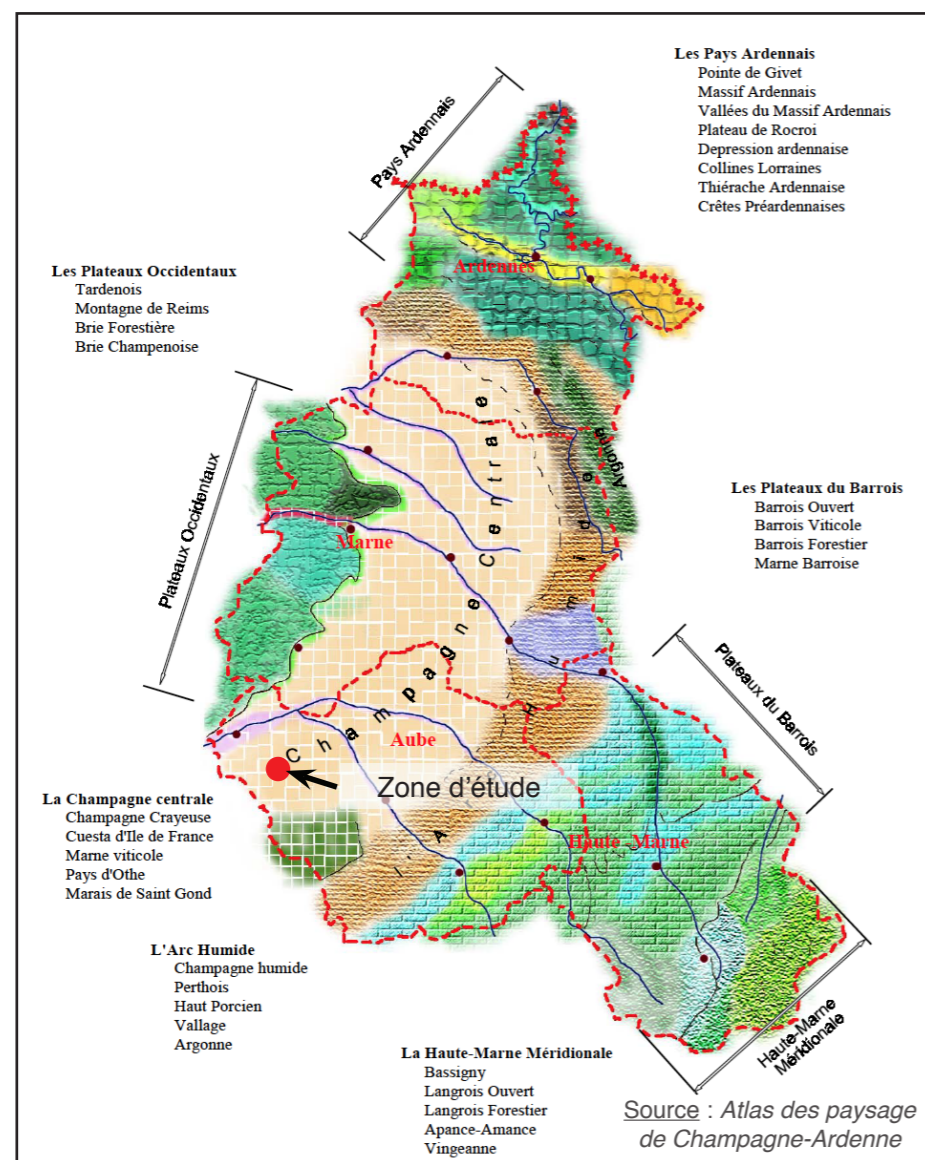 Les Pays Ardennais
Pointe de Givet
Massif Ardennais
Vallées du Massif Ardennais
Plateau de Rocroi
Depression ardennaise
Collines Lorraines
Thiérache Ardennaise
Crêtes Préardennaises
Pays Ardennais
Ardennes
Les Plateaux Occidentaux
Tardenois
Montagne de Reims
Brie Forestière
Brie Champenoise
Plateaux Occidentaux
Argonne
Marne
Champagne Centrale
Les Plateaux du Barrois
Barrois Ouvert
Barrois Viticole
Barrois Forestier
Marne Barroise
Plateaux du Barrois
L'Arc Humide
Aube
Zone d'étude
Haute-Marne
La Champagne centrale
Champagne Crayeuse
Cuesta d'Ile de France
Marne viticole
Pays d'Othe
Marais de Saint Gond
L'Arc Humide
Champagne humide
Perthois
Haut Porcien
Vallage
Argonne
La Haute-Marne Méridionale
Bassigny
Langrois Ouvert
Langrois Forestier
Apance-Amance
Vingeanne
Haute-Marne
Méridionale
Source : Atlas des paysage
de Champagne-Ardenne